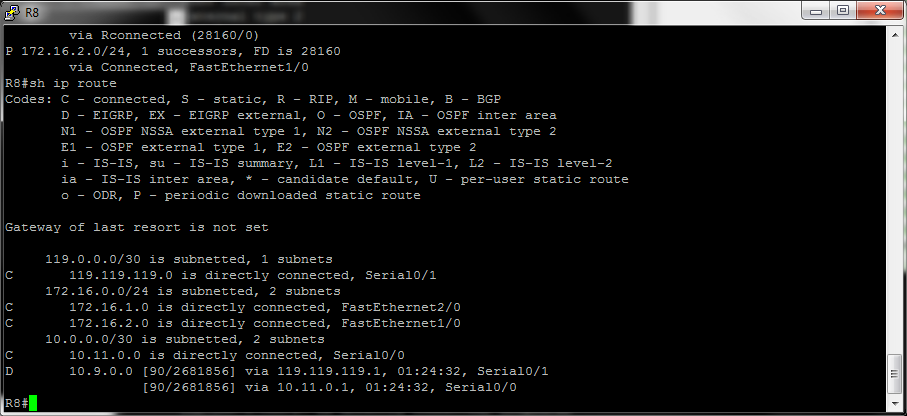 R8
via Rconnected (28160/0)
P 172.16.2.0/24, 1 successors, FD is 28160
via Connected, FastEthernet1/0
R8#sh ip route
Codes: C - connected, S - static, R - RIP, M - mobile, B - BGP
D - EIGRP, EX - EIGRP external, O - OSPF, IA - OSPF inter area
N1 - OSPF NSSA external type 1, N2 - OSPF NSSA external type 2
E1 - OSPF external type 1, E2 - OSPF external type 2
i - IS-IS, su - IS-IS summary, L1 - IS-IS level-1, L2 - IS-IS level-2
ia - IS-IS inter area, * - candidate default, U - per-user static route
o - ODR, P - periodic downloaded static route
Gateway of last resort is not set
119.0.0.0/30 is subnetted, 1 subnets
C 119.119.119.0 is directly connected, Serial0/1
172.16.0.0/24 is subnetted, 2 subnets
C 172.16.1.0 is directly connected, FastEthernet2/0
C 172.16.2.0 is directly connected, FastEthernet1/0
10.0.0.0/30 is subnetted, 2 subnets
C 10.11.0.0 is directly connected, Serial0/0
D 10.9.0.0 [90/2681856] via 119.119.119.1, 01:24:32, Serial0/1
[90/2681856] via 10.11.0.1, 01:24:32, Serial0/0
R8#